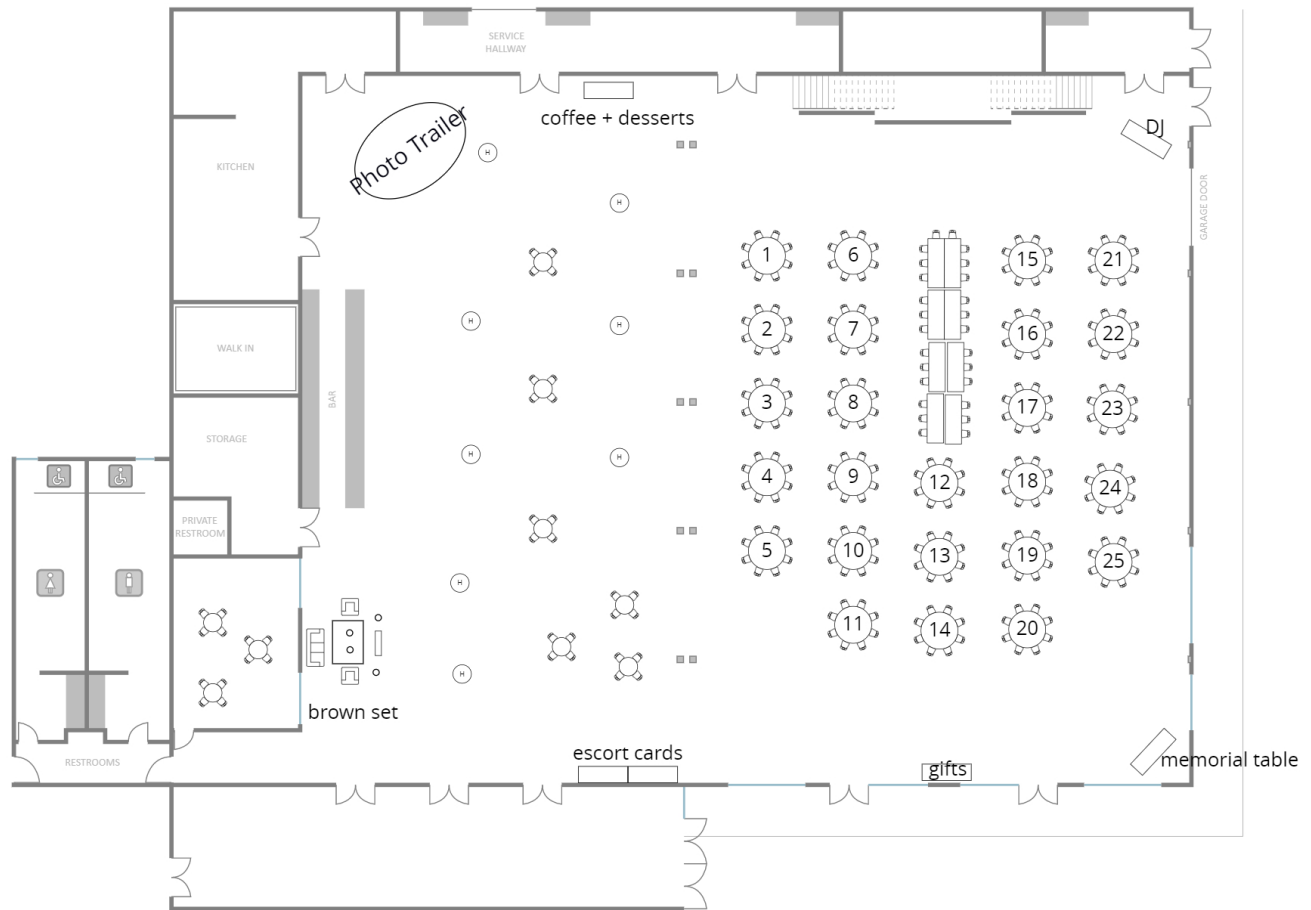 SERVICE
HALLWAY
coffee + desserts
Photo Trailer
DJ
H
KITCHEN
GARAGE DOOR
H
1
6
15
21
H
H
2
7
16
22
WALK IN
BAR
3
8
17
23
STORAGE
H
H
4
9
12
18
24
PRIVATE
RESTROOM
5
10
13
19
25
H
11
14
20
H
brown set
escort cards
gifts
memorial table
RESTROOMS